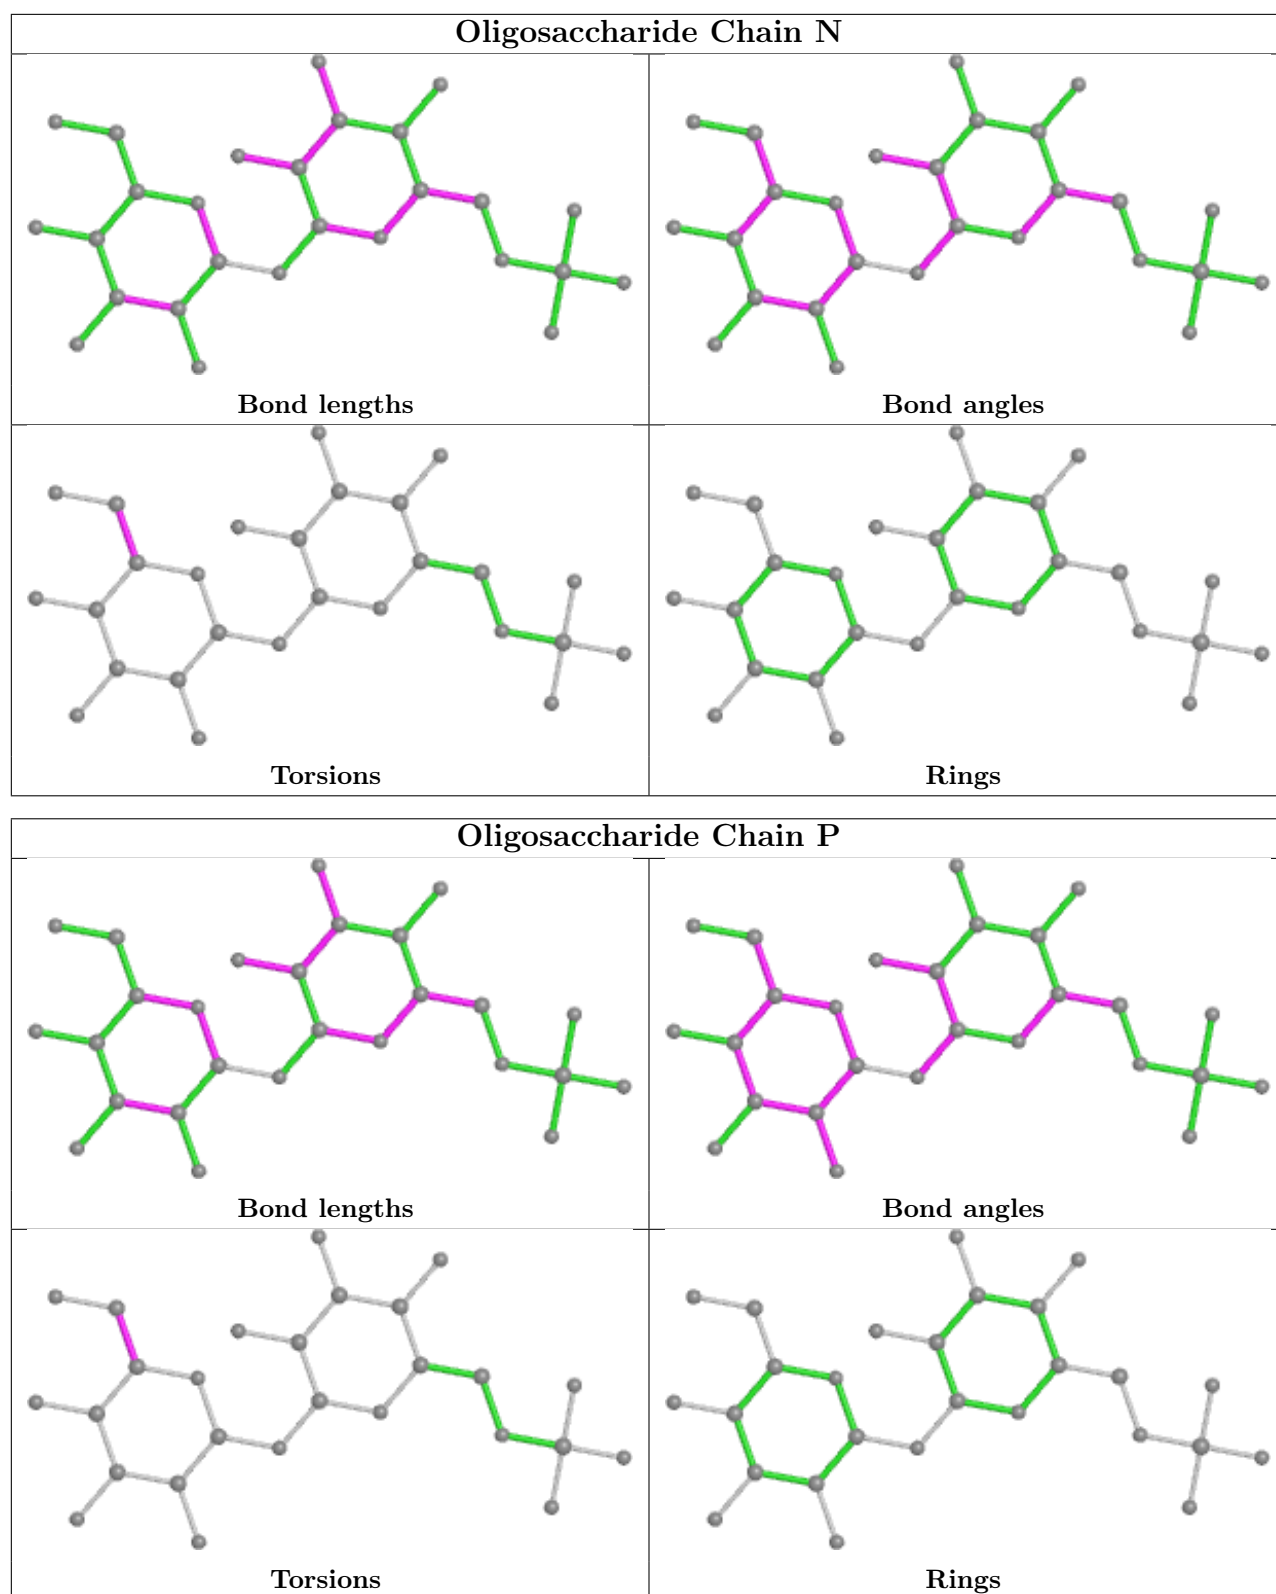 Oligosaccharide Chain N
Bond lengths
Bond angles
Torsions
Rings
Oligosaccharide Chain P
Bond lengths
Bond angles
Torsions
Rings